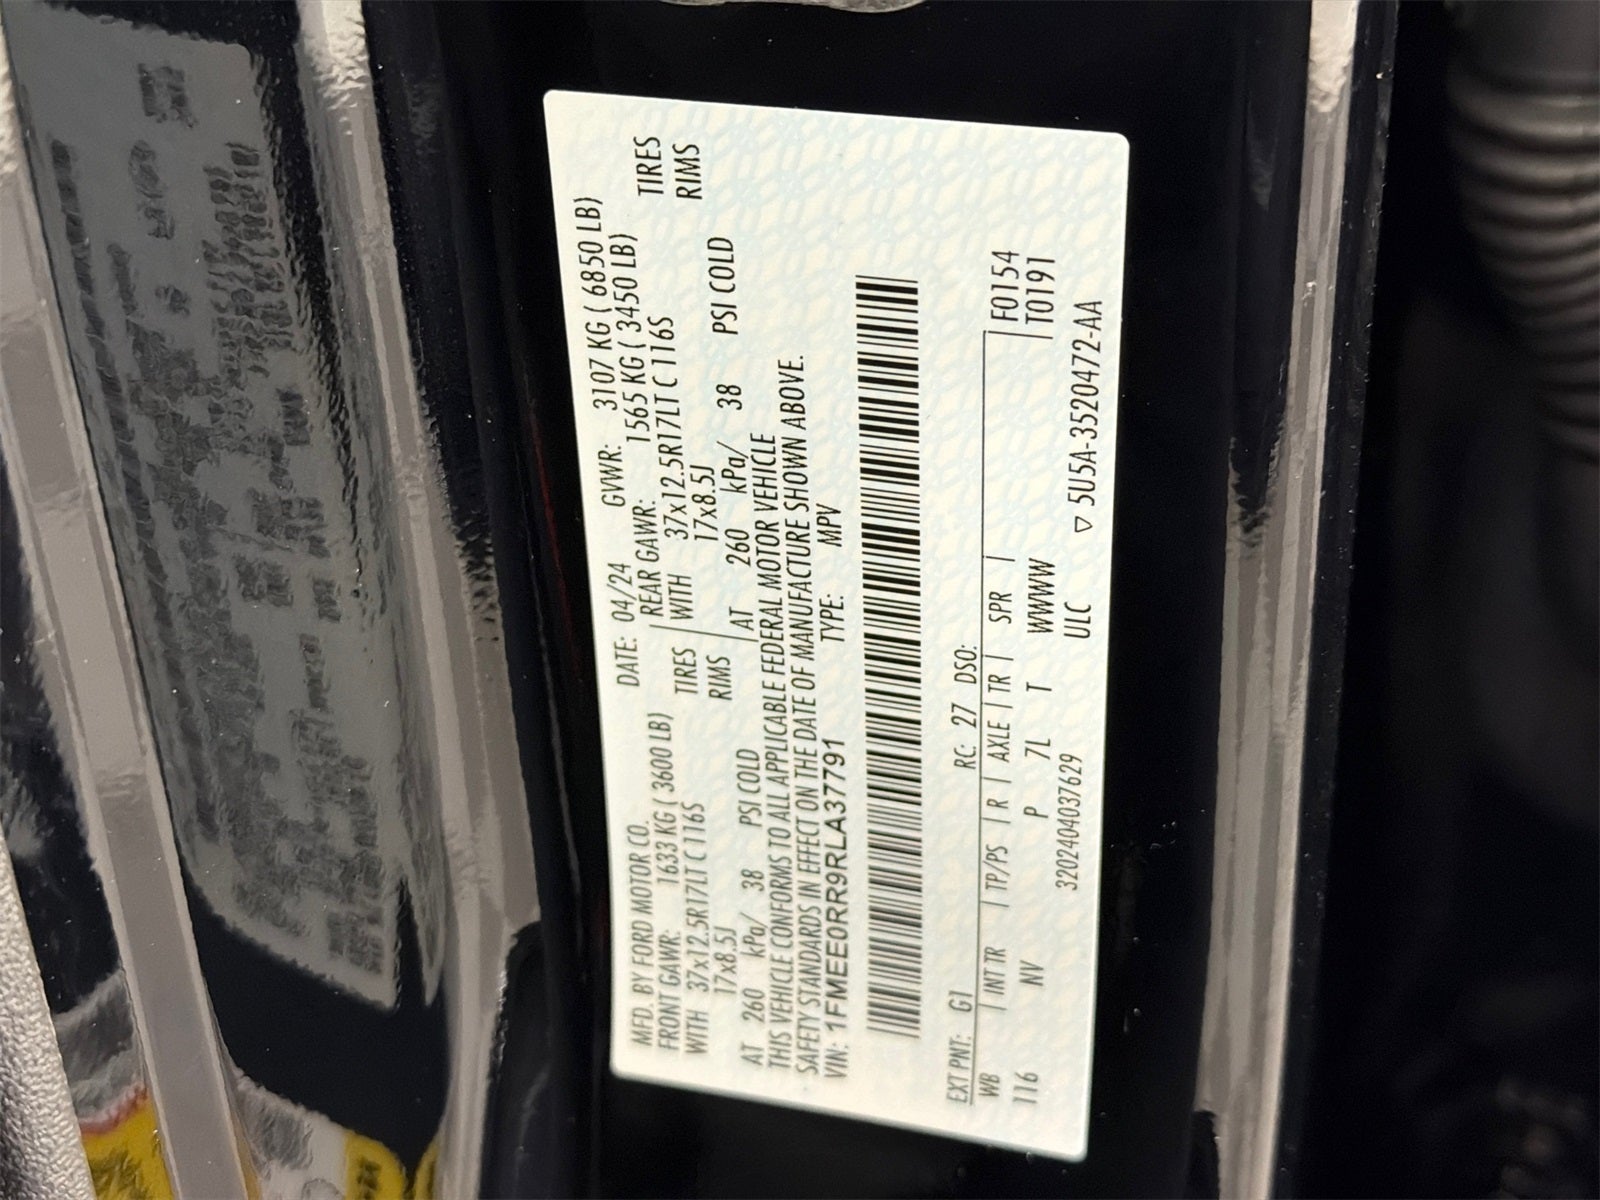 MFD. BY FORD MOTOR CO.
DATE: 04/24 GVWR: 3107 KG ( 6850 LB)
FRONT GAWR: 1633 KG ( 3600 LB) REAR GAWR: 1565 KG ( 3450 LB)
WITH 37x12.5R17LT C 116S TIRES WITH 37x12.5R17LT C 116S TIRES
17x8.5J RIMS 17x8.5J RIMS
AT 260 kPa/ 38 PSI COLD AT 260 kPa/ 38 PSI COLD
THIS VEHICLE CONFORMS TO ALL APPLICABLE FEDERAL MOTOR VEHICLE
SAFETY STANDARDS IN EFFECT ON THE DATE OF MANUFACTURE SHOWN ABOVE.
VIN: 1FMEE0RR9RLA37791 TYPE: MPV
EXT PNT: G1 RC: 27 DSO: F0154
WB | INT TR | TP/PS | R | AXLE | TR | SPR | T0191
116 NV P 7L T WWWW
320240403762​9 ULC ▽ 5U5A-3520472-AA